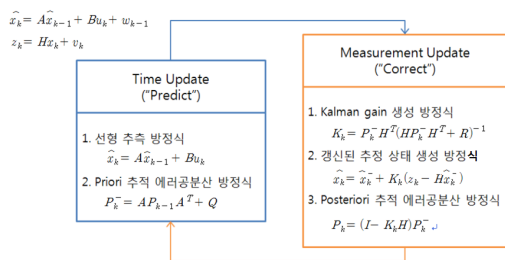 x̂_k = Ax̂_{k-1} + Bu_k + w_{k-1}
z_k = Hx_k + v_k
Time Update
("Predict")
1. 선형 추측 방정식
x̂_k = Ax̂_{k-1} + Bu_k
2. Priori 추적 에러공분산 방정식
P_k^- = AP_{k-1}A^T + Q
Measurement Update
("Correct")
1. Kalman gain 생성 방정식
K_k = P_k^- H^T(HP_k^- H^T + R)^{-1}
2. 갱신된 추정 상태 생성 방정식
x̂_k = x̂_k^- + K_k(z_k - Hx̂_k^-)
3. Posteriori 추적 에러공분산 방정식
P_k = (I - K_kH)P_k^-